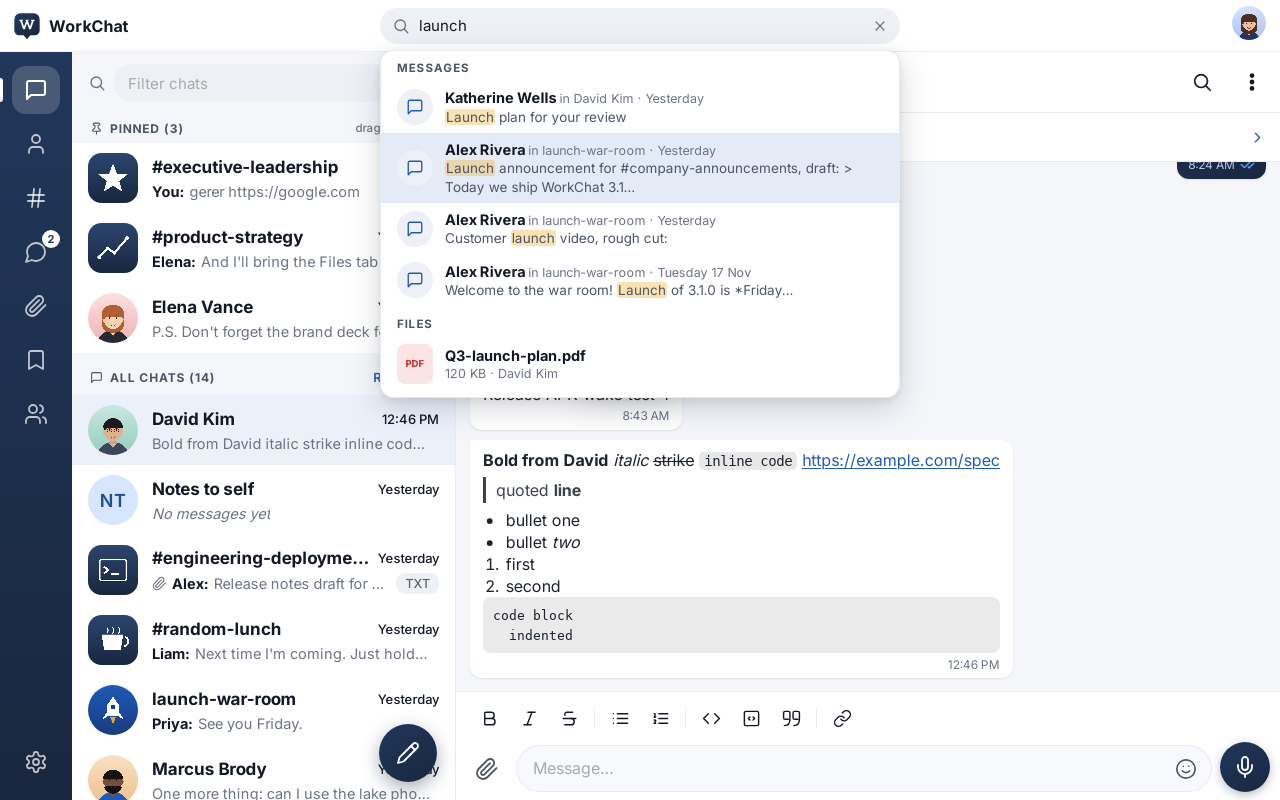 WorkChat
launch
MESSAGES
Katherine Wells in David Kim · Yesterday
Launch plan for your review
Alex Rivera in launch-war-room · Yesterday
Launch announcement for #company-announcements, draft: >
Today we ship WorkChat 3.1...
Alex Rivera in launch-war-room · Yesterday
Customer launch video, rough cut:
Alex Rivera in launch-war-room · Tuesday 17 Nov
Welcome to the war room! Launch of 3.1.0 is *Friday...
FILES
PDF
Q3-launch-plan.pdf
120 KB · David Kim
2
Filter chats
PINNED (3)
drag
#executive-leadership
You: gerer https://google.com
#product-strategy
Elena: And I'll bring the Files tab
Elena Vance
P.S. Don't forget the brand deck
ALL CHATS (14)
David Kim 12:46 PM
Bold from David italic strike inline cod...
NT
Notes to self Yesterday
No messages yet
#engineering-deployme... Yesterday
Alex: Release notes draft for ... TXT
#random-lunch Yesterday
Liam: Next time I'm coming. Just hold...
launch-war-room Yesterday
Priya: See you Friday.
Marcus Brody
One more thing: can I use the lake pho...
8:24 AM
8:43 AM
Bold from David italic strike inline code https://example.com/spec
quoted line
• bullet one
• bullet two
1. first
2. second
code block
indented
12:46 PM
Message...